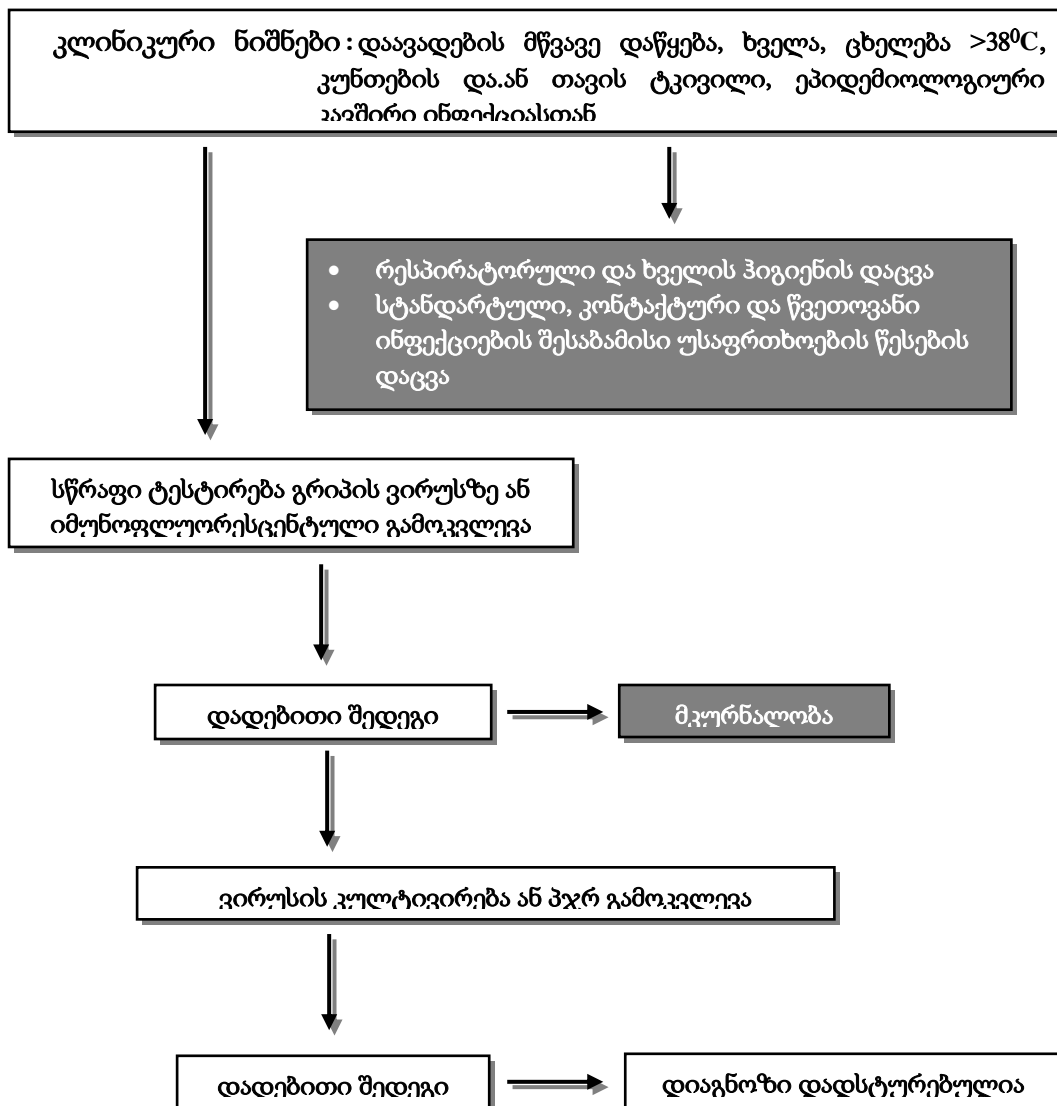 კლინიკური ნიშნები: დაავადების მწვავე დაწყება, ხველა, ცხელება >38⁰C,
კუნთების და.ან თავის ტკივილი, ეპიდემიოლოგიური
კავშირი ინფექციასთან
• რესპირატორული და ხველის ჰიგიენის დაცვა
• სტანდარტული, კონტაქტური და წვეთოვანი
ინფექციების შესაბამისი უსაფრთხოების წესების
დაცვა
სწრაფი ტესტირება გრიპის ვირუსზე ან
იმუნოფლუორესცენტული გამოკვლევა
დადებითი შედეგი
მკურნალობა
ვირუსის კულტივირება ან პჯრ გამოკვლევა
დადებითი შედეგი
დიაგნოზი დადსტურებულია